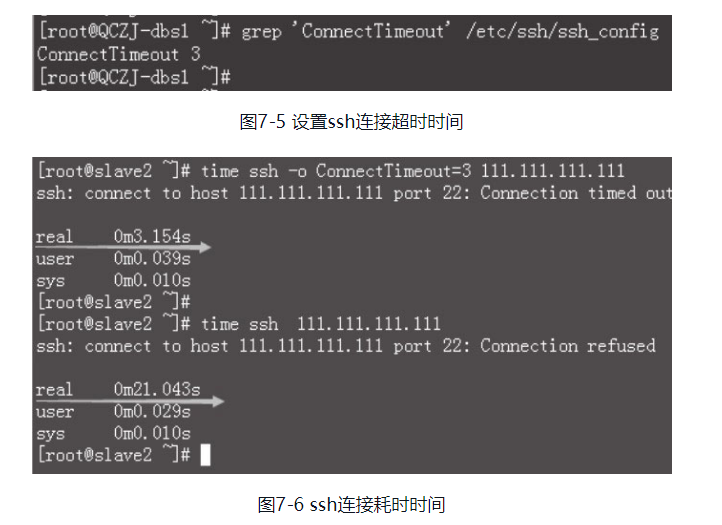 [root@QCZJ-dbs1 ~]# grep 'ConnectTimeout' /etc/ssh/ssh_config
ConnectTimeout 3
[root@QCZJ-dbs1 ~]#
图7-5 设置ssh连接超时时间
[root@slave2 ~]# time ssh -o ConnectTimeout=3 111.111.111.111
ssh: connect to host 111.111.111.111 port 22: Connection timed out
real 0m3.154s
user 0m0.039s
sys 0m0.010s
[root@slave2 ~]#
[root@slave2 ~]# time ssh  111.111.111.111
ssh: connect to host 111.111.111.111 port 22: Connection refused
real 0m21.043s
user 0m0.029s
sys 0m0.010s
[root@slave2 ~]#
图7-6 ssh连接耗时时间